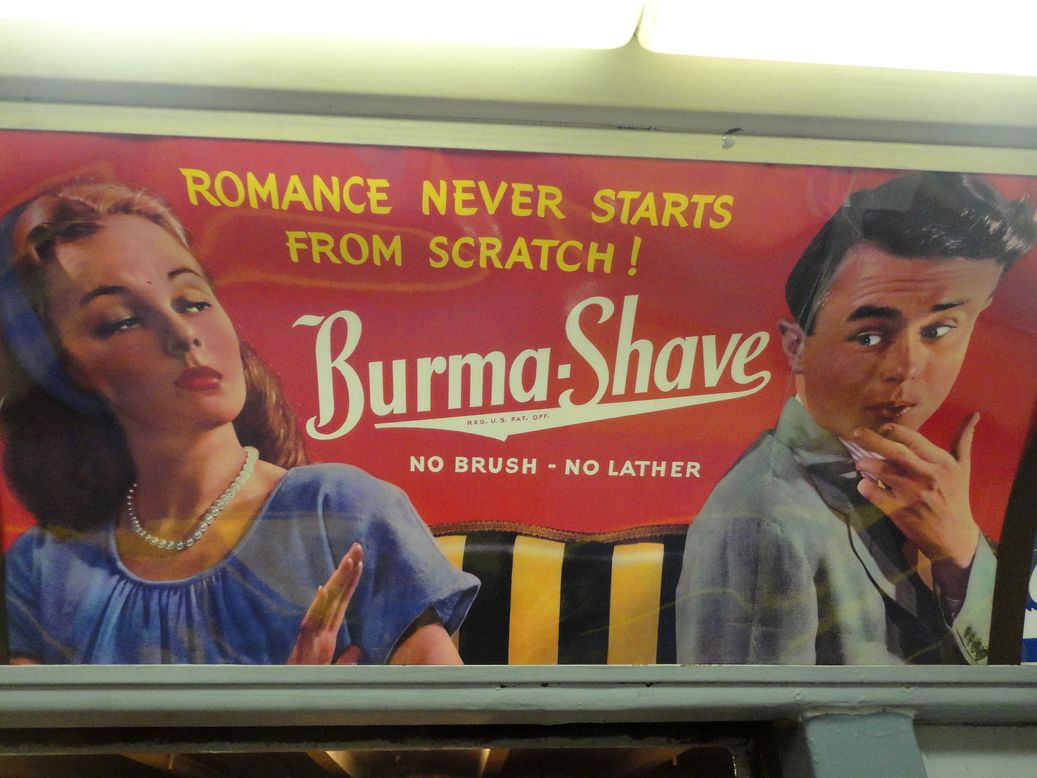 ROMANCE NEVER STARTS
FROM SCRATCH!
Burma-Shave
REG. U.S. PAT. OFF.
NO BRUSH - NO LATHER